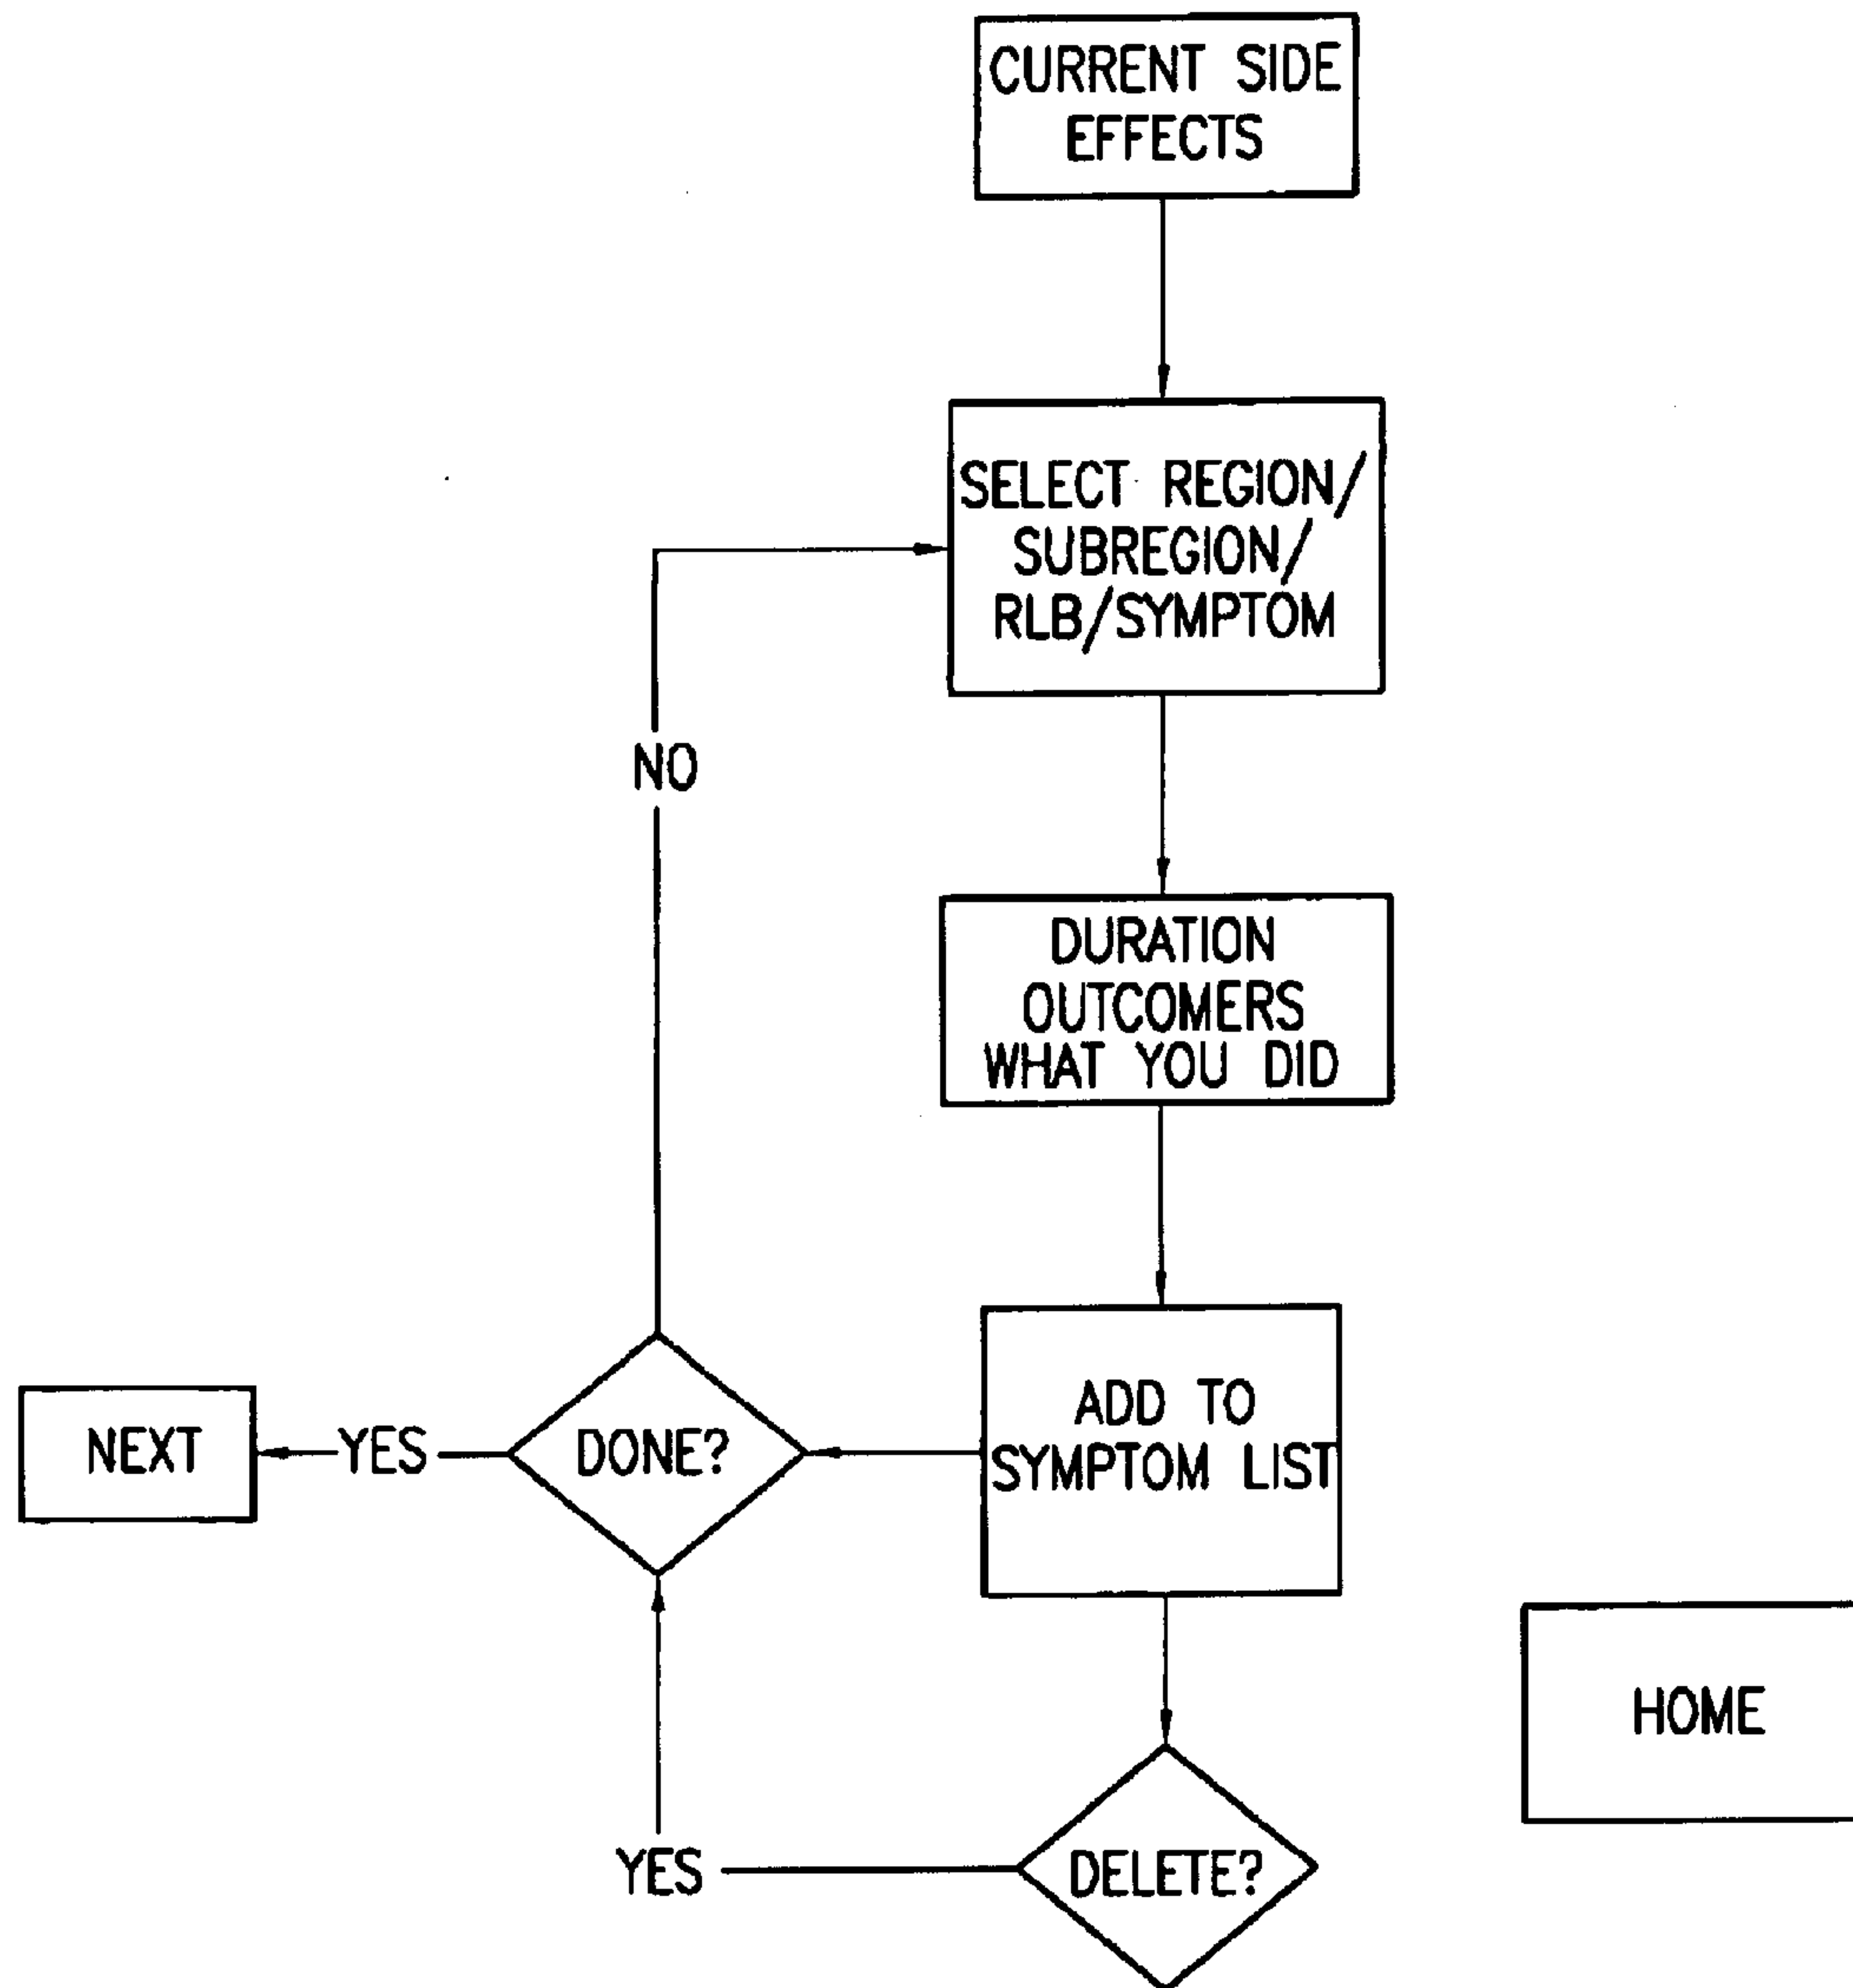 CURRENT SIDE
EFFECTS
SELECT REGION/
SUBREGION/
RLB/SYMPTOM
NO
DURATION
OUTCOMERS
WHAT YOU DID
ADD TO
SYMPTOM LIST
DONE?
YES
NEXT
HOME
DELETE?
YES